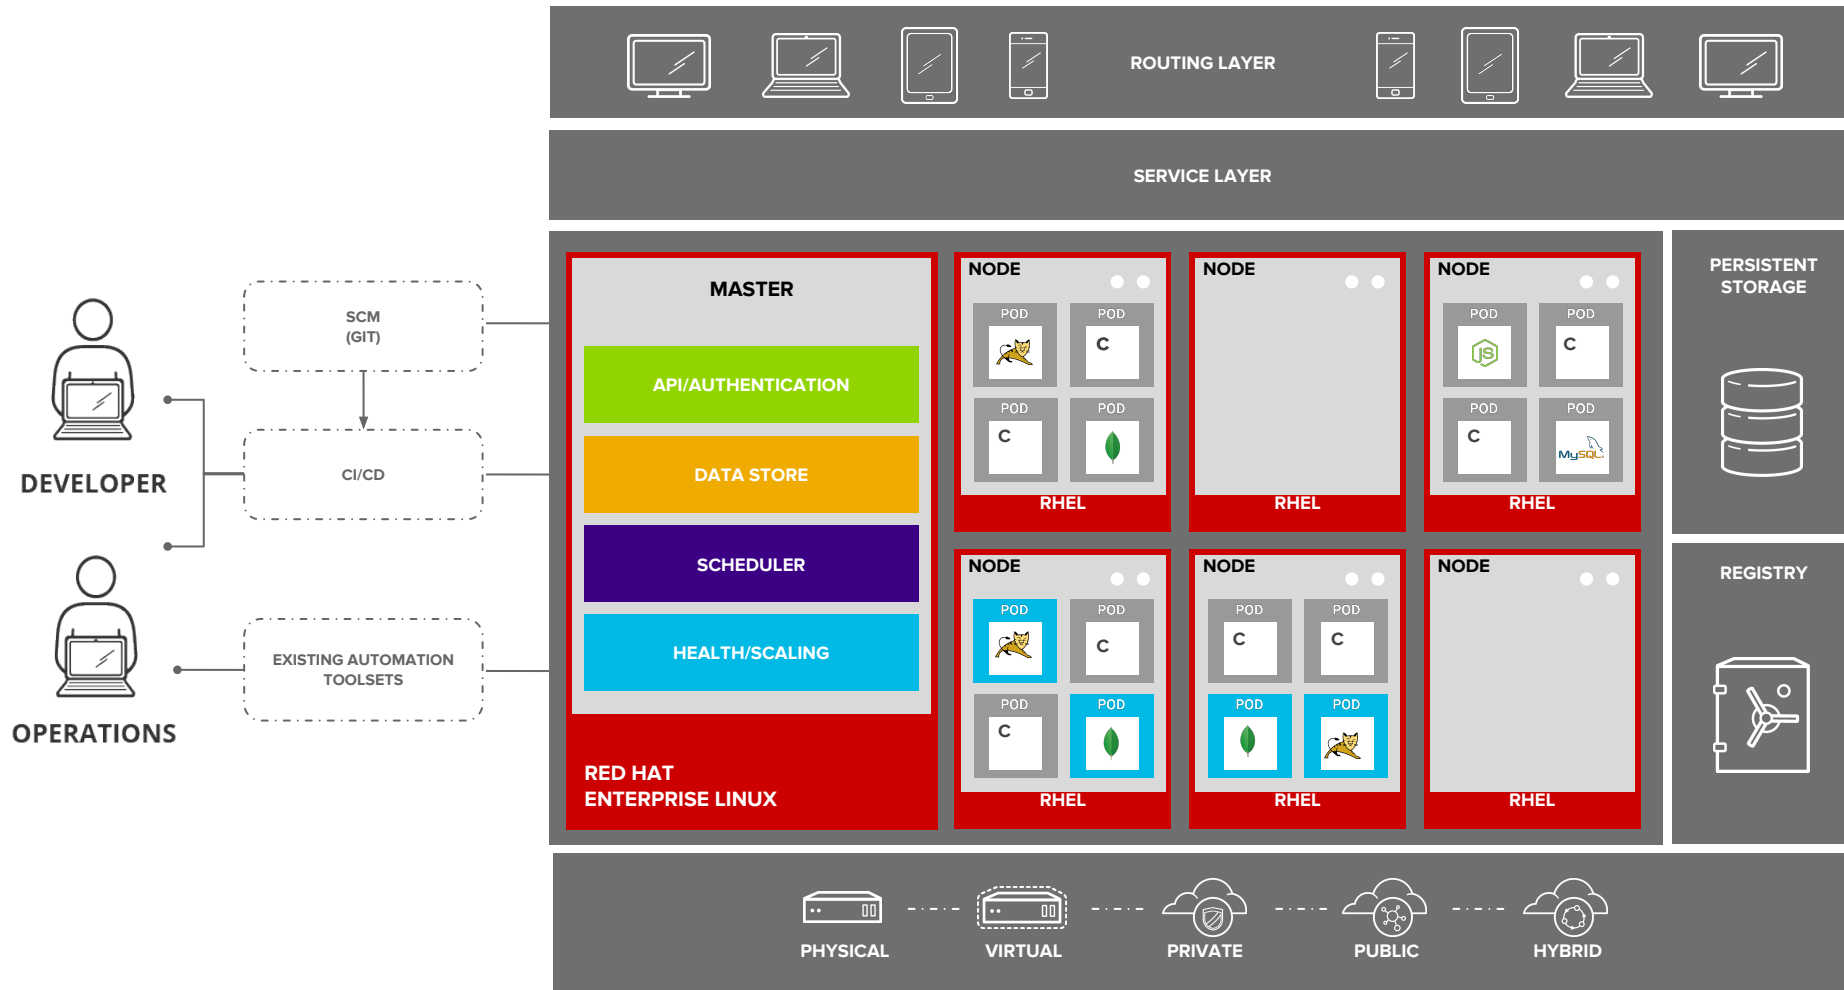 ROUTING LAYER
SERVICE LAYER
DEVELOPER
OPERATIONS
SCM
(GIT)
CI/CD
EXISTING AUTOMATION
TOOLSETS
MASTER
API/AUTHENTICATION
DATA STORE
SCHEDULER
HEALTH/SCALING
RED HAT
ENTERPRISE LINUX
NODE
POD
POD
C
POD
C
POD
RHEL
NODE
RHEL
NODE
POD
JS
POD
C
POD
C
POD
MySQL
RHEL
NODE
POD
POD
C
POD
C
POD
RHEL
NODE
POD
C
POD
C
POD
POD
RHEL
NODE
RHEL
PERSISTENT
STORAGE
REGISTRY
PHYSICAL
VIRTUAL
PRIVATE
PUBLIC
HYBRID